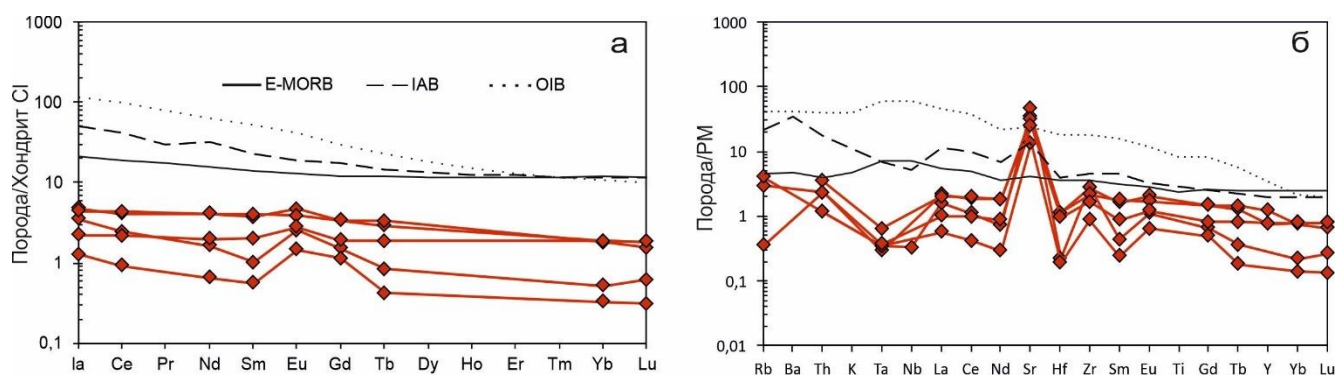 1000
100
10
1
0,1
Порода/Хондрит CI
а
E-MORB IAB OIB
Ia Ce Pr Nd Sm Eu Gd Tb Dy Ho Er Tm Yb Lu
1000
100
10
1
0,1
0,01
Порода/PM
б
Rb Ba Th K Ta Nb La Ce Nd Sr Hf Zr Sm Eu Ti Gd Tb Y Yb Lu